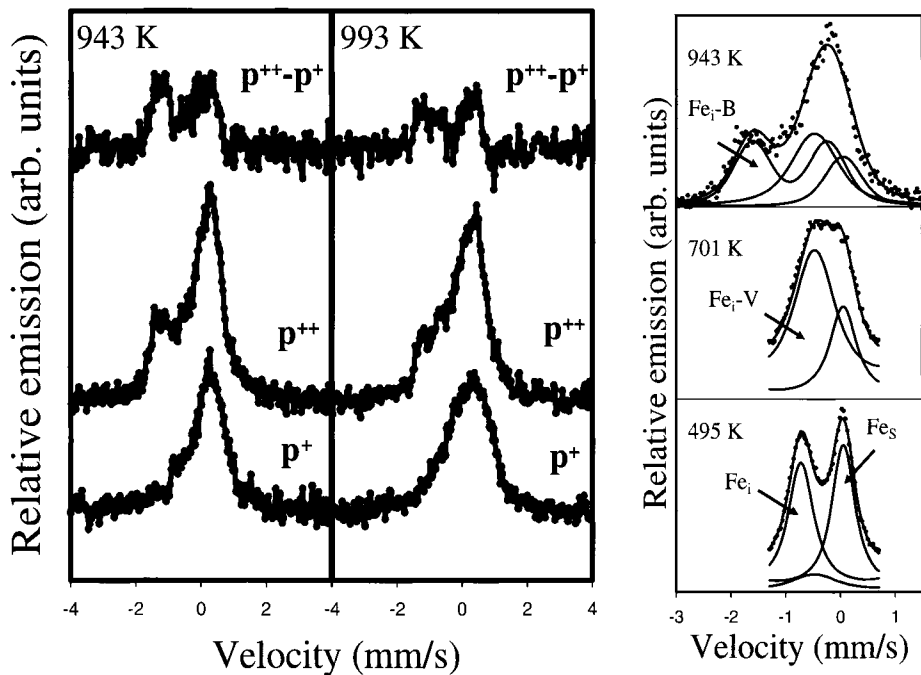 943 K
p⁺⁺-p⁺
p⁺⁺
p⁺
993 K
p⁺⁺-p⁺
p⁺⁺
p⁺
Relative emission (arb. units)
-4 -2 0 2 4 -2 0 2 4
Velocity (mm/s)
943 K
Feᵢ-B
701 K
Feᵢ-V
495 K
Feᵢ
Feₛ
Relative emission (arb. units)
-3 -2 -1 0 1
Velocity (mm/s)